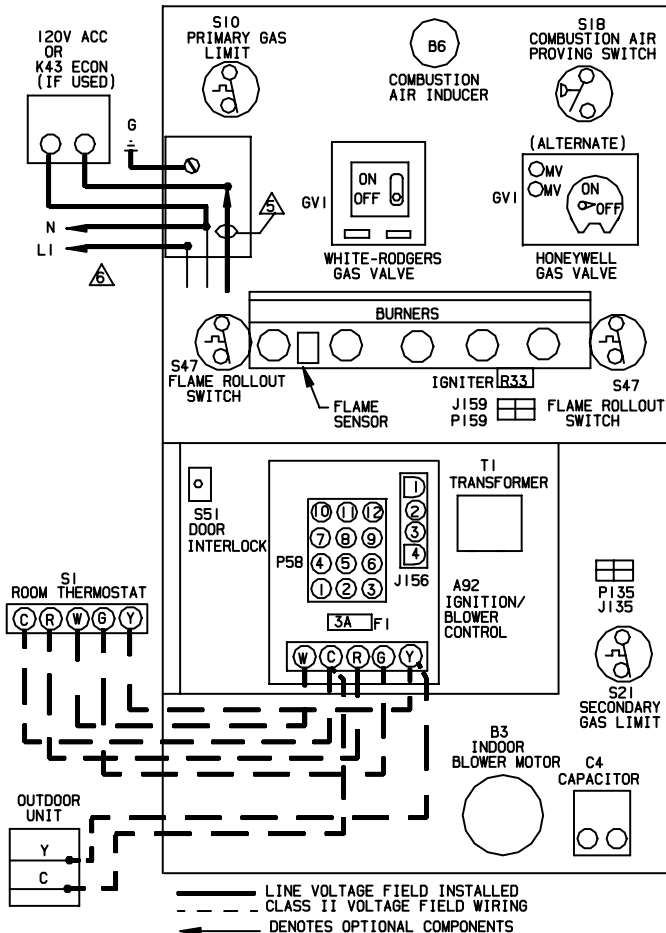 S10
PRIMARY GAS
LIMIT
B6
COMBUSTION
AIR INDUCER
S18
COMBUSTION AIR
PROVING SWITCH
120V ACC
OR
K43 ECON
(IF USED)
G
N
L1
5
6
GV1
ON
OFF
WHITE-RODGERS
GAS VALVE
(ALTERNATE)
MV
MV
GV1
ON
OFF
HONEYWELL
GAS VALVE
BURNERS
S47
FLAME ROLLOUT
SWITCH
FLAME
SENSOR
IGNITER R33
J159
P159
S47
FLAME ROLLOUT
SWITCH
S51
DOOR
INTERLOCK
P58
10 11 12
7 8 9
4 5 6
1 2 3
1
2
3
4
J156
3A F1
W C R G Y
T1
TRANSFORMER
A92
IGNITION/
BLOWER
CONTROL
P135
J135
S21
SECONDARY
GAS LIMIT
S1
ROOM THERMOSTAT
C R W G Y
B3
INDOOR
BLOWER MOTOR
C4
CAPACITOR
OUTDOOR
UNIT
Y
C
LINE VOLTAGE FIELD INSTALLED
CLASS II VOLTAGE FIELD WIRING
DENOTES OPTIONAL COMPONENTS